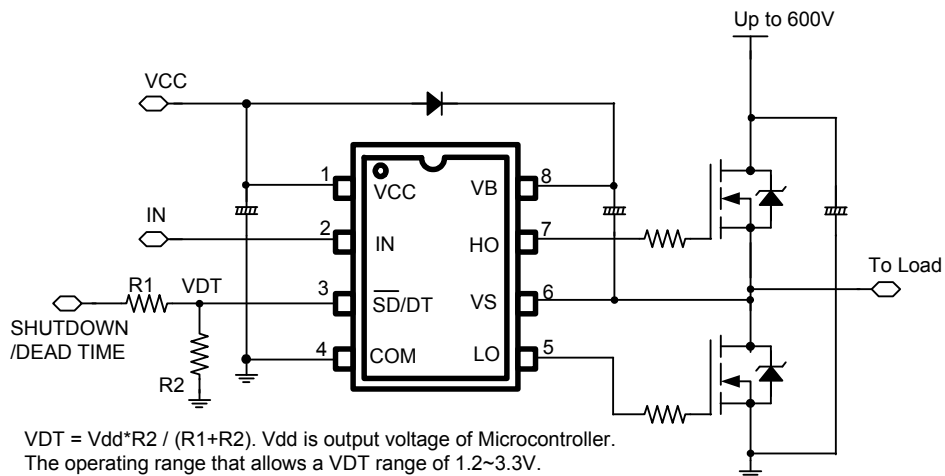 Up to 600V
VCC
1
VCC
VB
8
IN
2
IN
HO
7
To Load
R1
VDT
3
SD/DT
VS
6
SHUTDOWN
/DEAD TIME
R2
4
COM
LO
5
VDT = Vdd*R2 / (R1+R2). Vdd is output voltage of Microcontroller.
The operating range that allows a VDT range of 1.2~3.3V.